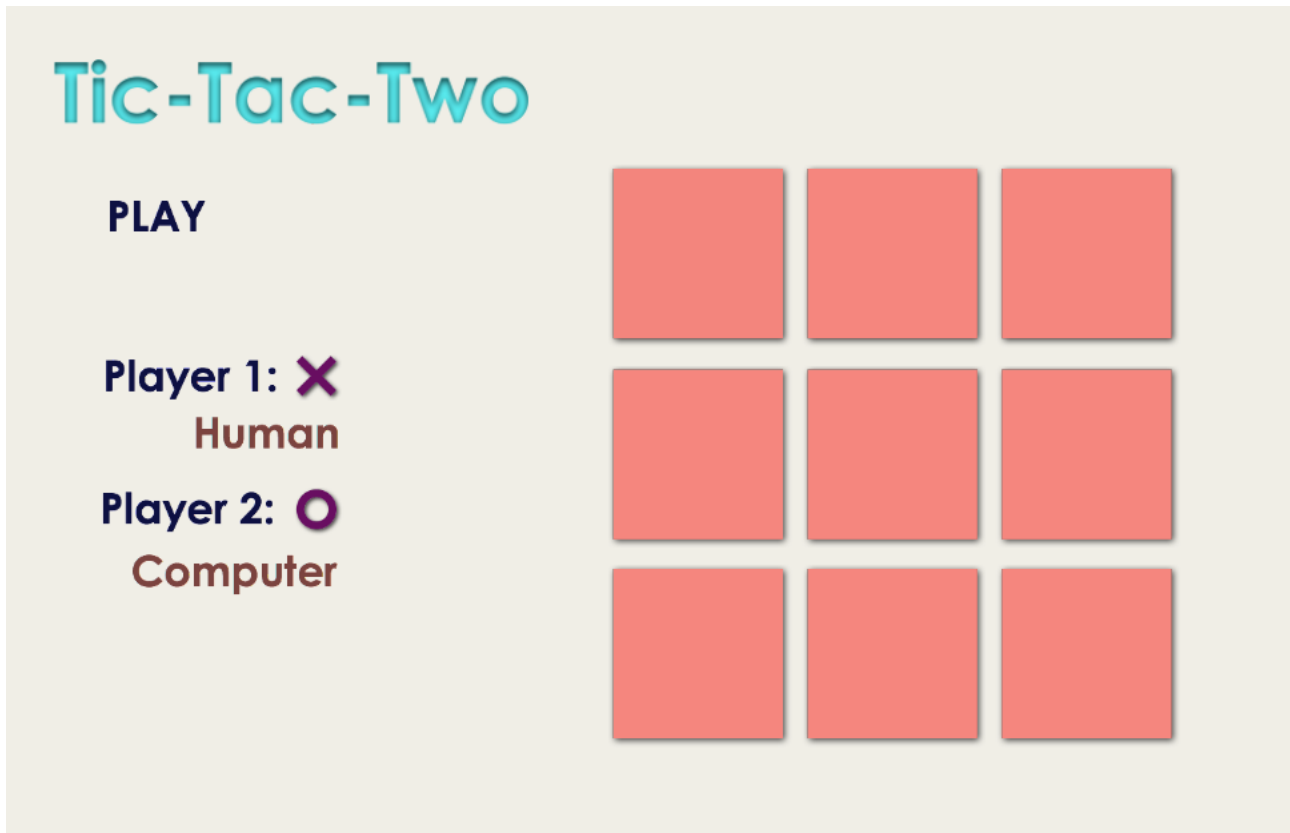 Tic-Tac-Two
PLAY
Player 1: X
Human
Player 2: O
Computer